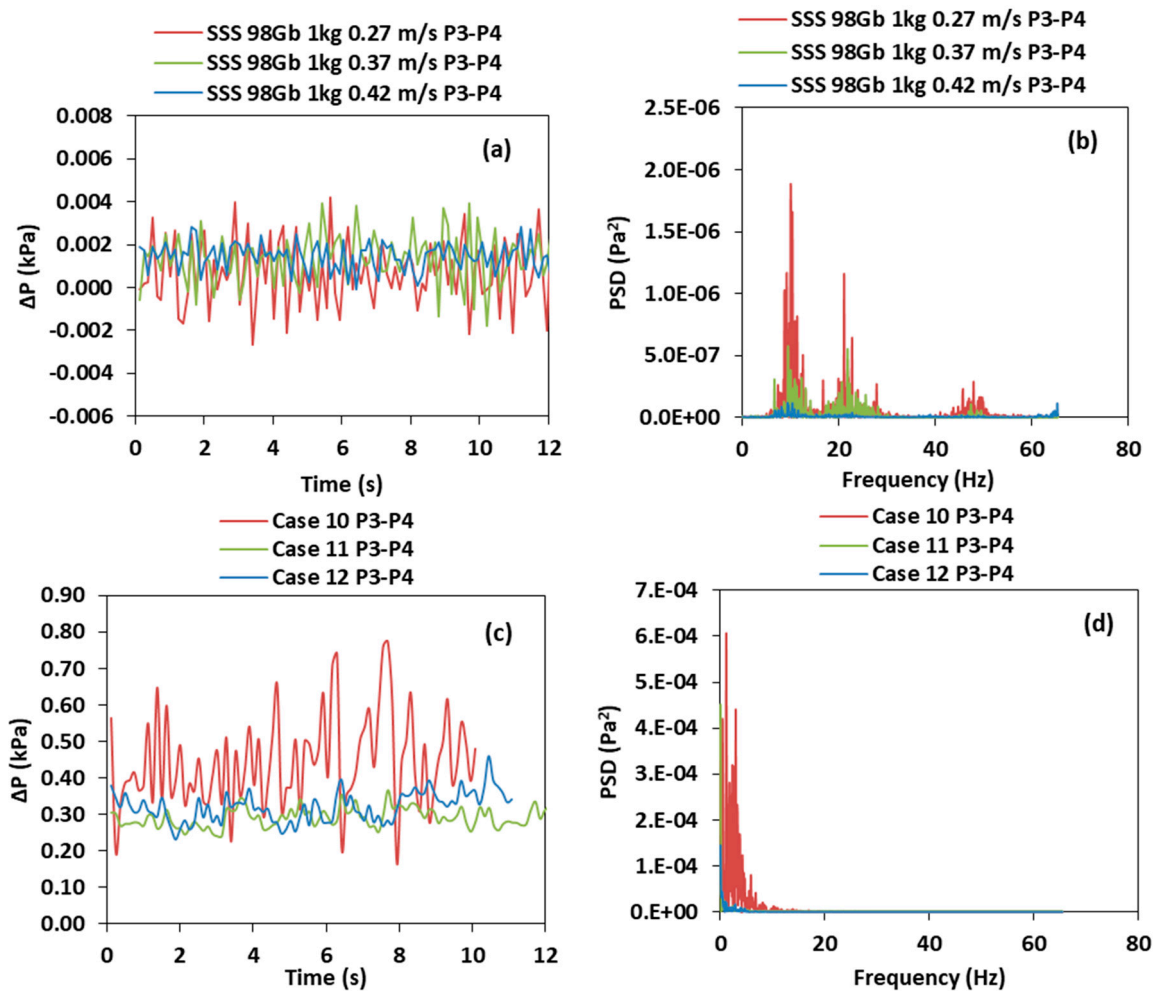 SSS 98Gb 1kg 0.27 m/s P3-P4
SSS 98Gb 1kg 0.37 m/s P3-P4
SSS 98Gb 1kg 0.42 m/s P3-P4
(a)
0.008
0.006
0.004
0.002
0.000
-0.002
-0.004
-0.006
ΔP (kPa)
0 2 4 6 8 10 12
Time (s)
SSS 98Gb 1kg 0.27 m/s P3-P4
SSS 98Gb 1kg 0.37 m/s P3-P4
SSS 98Gb 1kg 0.42 m/s P3-P4
(b)
2.5E-06
2.0E-06
1.5E-06
1.0E-06
5.0E-07
0.0E+00
PSD (Pa²)
0 20 40 60 80
Frequency (Hz)
Case 10 P3-P4
Case 11 P3-P4
Case 12 P3-P4
(c)
0.90
0.80
0.70
0.60
0.50
0.40
0.30
0.20
0.10
0.00
ΔP (kPa)
0 2 4 6 8 10 12
Time (s)
Case 10 P3-P4
Case 11 P3-P4
Case 12 P3-P4
(d)
7.E-04
6.E-04
5.E-04
4.E-04
3.E-04
2.E-04
1.E-04
0.E+00
PSD (Pa²)
0 20 40 60 80
Frequency (Hz)